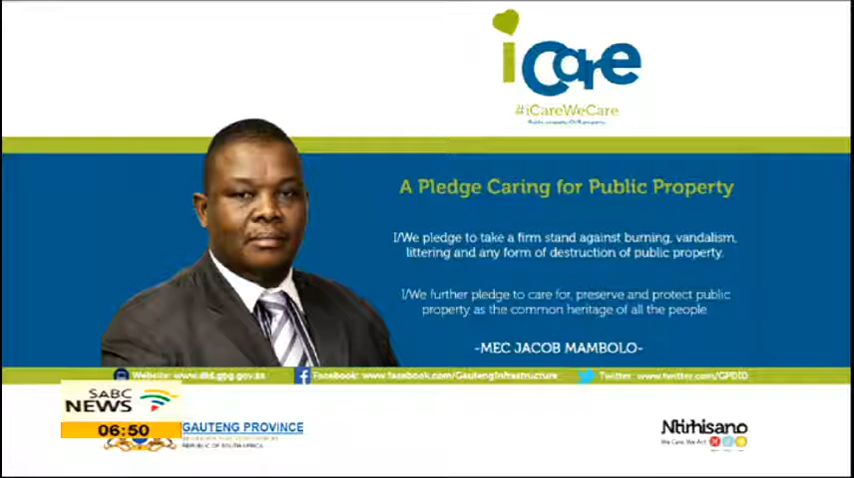 i care
#iCareWeCare
A Pledge Caring for Public Property
I/We pledge to take a firm stand against burning, vandalism,
littering and any form of destruction of public property.
I/We further pledge to care for, preserve and protect public
property as the common heritage of all the people
-MEC JACOB MAMBOLO-
Website: www.did.gpg.gov.za Facebook: www.facebook.com/GautengInfrastructure Twitter: www.twitter.com/GPDID
SABC
NEWS
06:50
GAUTENG PROVINCE
REPUBLIC OF SOUTH AFRICA
Ntirhisano
We Care, We Act